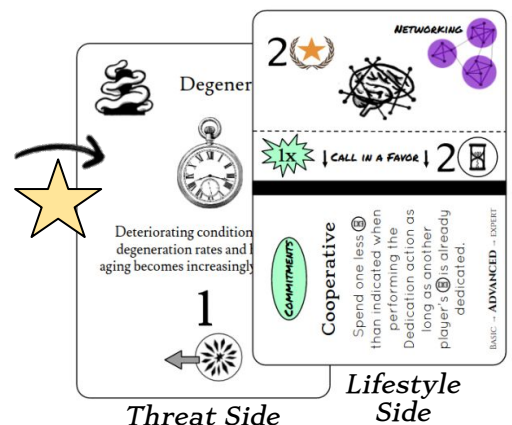 Degener
Deteriorating condition
degeneration rates and
aging becomes increasingly
1
2
NETWORKING
1X
↓CALL IN A FAVOR↓
2
COMMITMENTS
Cooperative
Spend one less
than indicated when
performing the
Dedication action as
long as another
player's is already
dedicated.
BASIC → ADVANCED → EXPERT
Threat Side
Lifestyle
Side